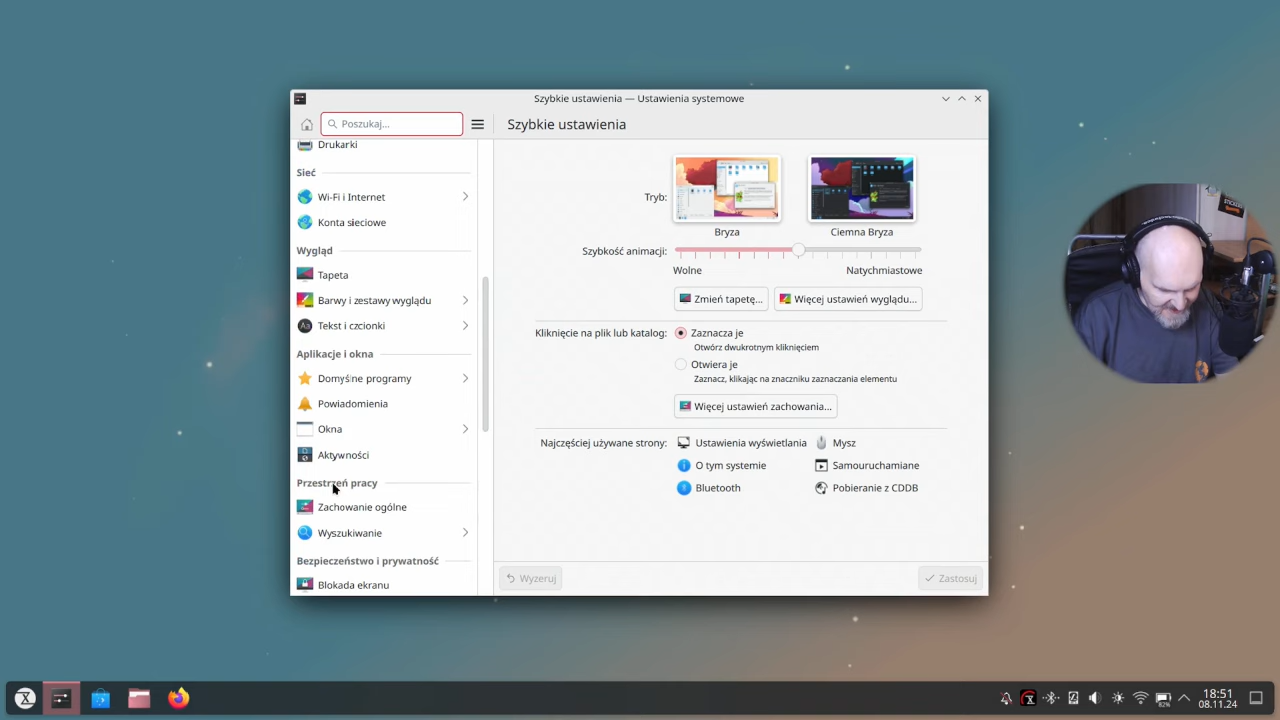 Szybkie ustawienia — Ustawienia systemowe
Poszukaj...
Szybkie ustawienia
Drukarki
Sieć
Wi-Fi i Internet
Konta sieciowe
Wygląd
Tapeta
Barwy i zestawy wyglądu
Tekst i czcionki
Aplikacje i okna
Domyślne programy
Powiadomienia
Okna
Aktywności
Przestrzeń pracy
Zachowanie ogólne
Wyszukiwanie
Bezpieczeństwo i prywatność
Blokada ekranu
Tryb:
Bryza
Ciemna Bryza
Szybkość animacji:
Wolne
Natychmiastowe
Zmień tapetę...
Więcej ustawień wyglądu...
Kliknięcie na plik lub katalog:
Zaznacza je
Otwórz dwukrotnym kliknięciem
Otwiera je
Zaznacz, klikając na znaczniku zaznaczania elementu
Więcej ustawień zachowania...
Najczęściej używane strony:
Ustawienia wyświetlania
Mysz
O tym systemie
Samouruchamiane
Bluetooth
Pobieranie z CDDB
Wyzeruj
Zastosuj
82%
18:51
08.11.24